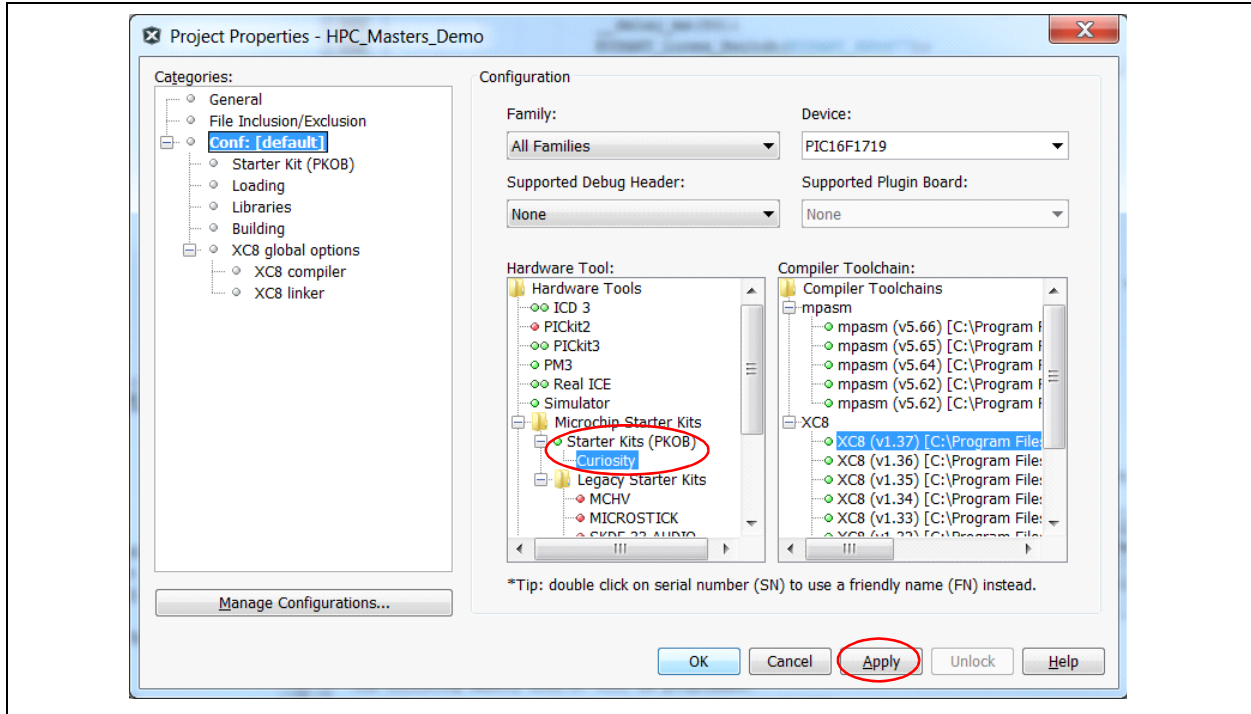 Project Properties - HPC_Masters_Demo
X
Categories:
General
File Inclusion/Exclusion
Conf: [default]
Starter Kit (PKOB)
Loading
Libraries
Building
XC8 global options
XC8 compiler
XC8 linker
Manage Configurations...
Configuration
Family:
All Families
Device:
PIC16F1719
Supported Debug Header:
None
Supported Plugin Board:
None
Hardware Tool:
Hardware Tools
ICD 3
PICkit2
PICkit3
PM3
Real ICE
Simulator
Microchip Starter Kits
Starter Kits (PKOB)
Curiosity
Legacy Starter Kits
MCHV
MICROSTICK
Compiler Toolchain:
Compiler Toolchains
mpasm
mpasm (v5.66) [C:\Program F
mpasm (v5.65) [C:\Program F
mpasm (v5.64) [C:\Program F
mpasm (v5.62) [C:\Program F
mpasm (v5.62) [C:\Program F
XC8
XC8 (v1.37) [C:\Program Files
XC8 (v1.36) [C:\Program Files
XC8 (v1.35) [C:\Program Files
XC8 (v1.34) [C:\Program Files
XC8 (v1.33) [C:\Program Files
*Tip: double click on serial number (SN) to use a friendly name (FN) instead.
OK
Cancel
Apply
Unlock
Help